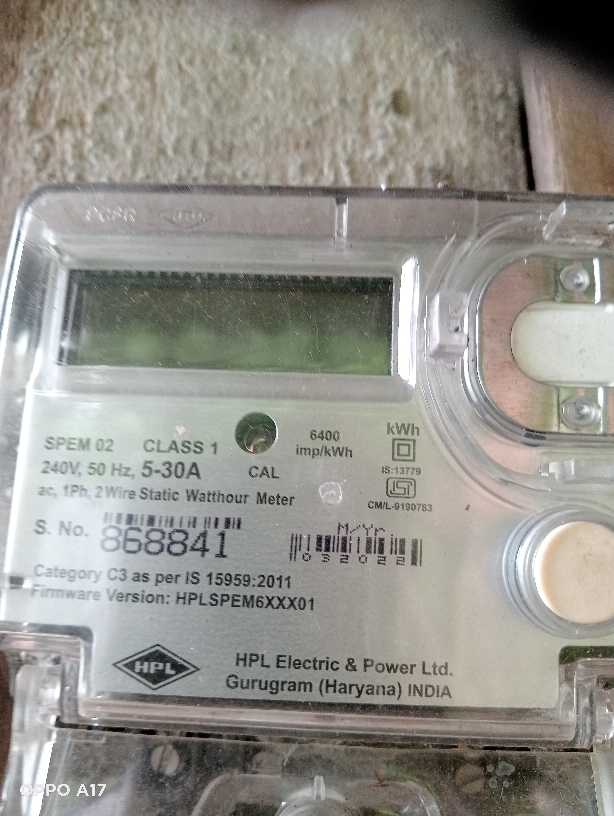 SPEM 02 CLASS 1
240V, 50 Hz, 5-30A
CAL
6400
imp/kWh
kWh
IS:13779
ISI
CM/L-9190783
ac, 1Ph, 2 Wire Static Watthour Meter
S. No. 868841
M/Yr
032022
Category C3 as per IS 15959:2011
Firmware Version: HPLSPEM6XXX01
HPL
HPL Electric & Power Ltd.
Gurugram (Haryana) INDIA
OPPO A17